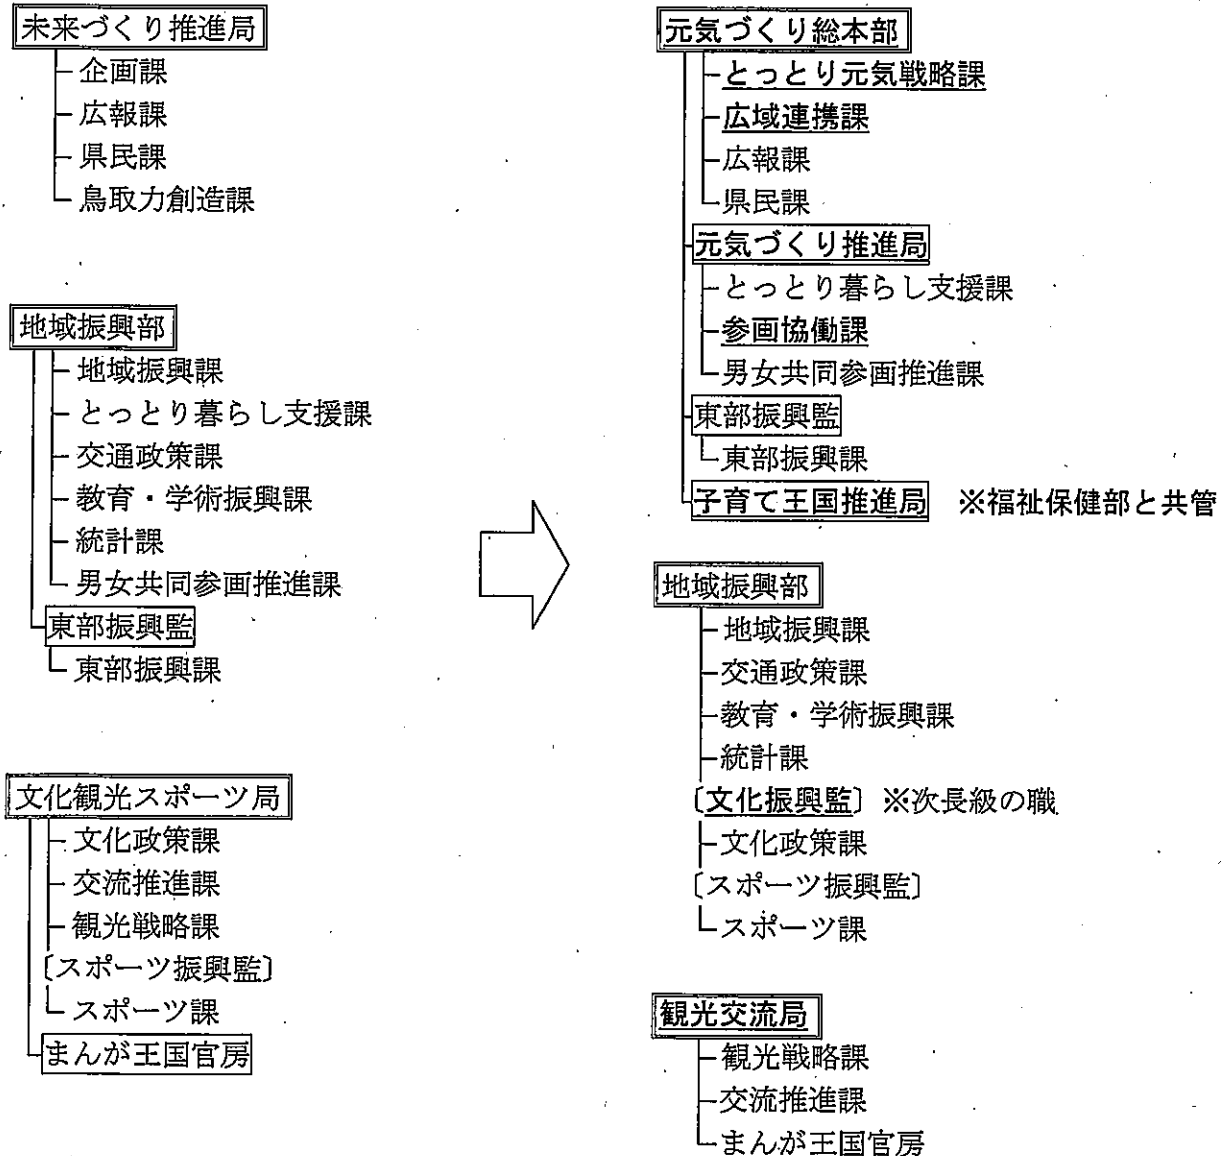 未来づくり推進局
企画課
広報課
県民課
鳥取力創造課
地域振興部
地域振興課
とっとり暮らし支援課
交通政策課
教育・学術振興課
統計課
男女共同参画推進課
東部振興監
東部振興課
文化観光スポーツ局
文化政策課
交流推進課
観光戦略課
〔スポーツ振興監〕
スポーツ課
まんが王国官房
元気づくり総本部
とっとり元気戦略課
広域連携課
広報課
県民課
元気づくり推進局
とっとり暮らし支援課
参画協働課
男女共同参画推進課
東部振興監
東部振興課
子育て王国推進局 ※福祉保健部と共管
地域振興部
地域振興課
交通政策課
教育・学術振興課
統計課
〔文化振興監〕 ※次長級の職
文化政策課
〔スポーツ振興監〕
スポーツ課
観光交流局
観光戦略課
交流推進課
まんが王国官房